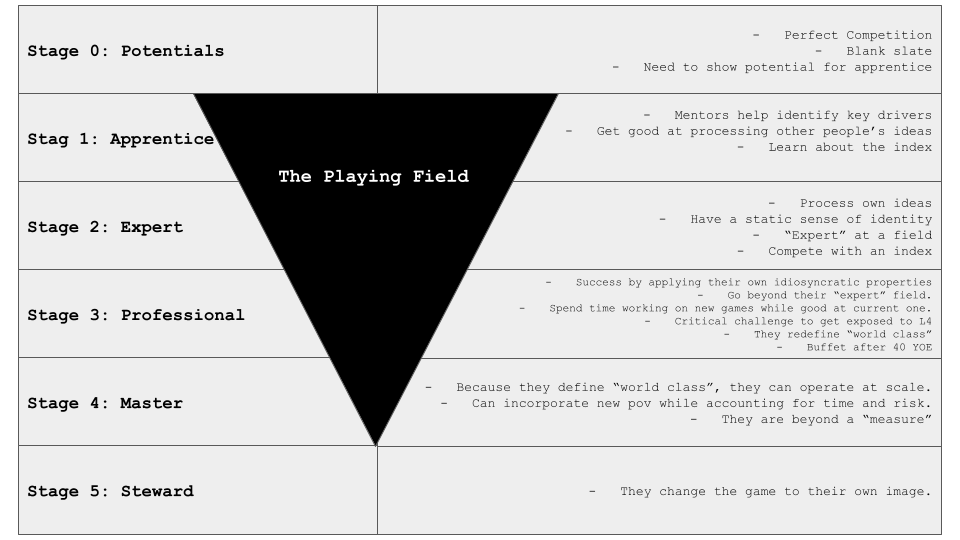 Stage 0: Potentials
- Perfect Competition
- Blank slate
- Need to show potential for apprentice
Stag 1: Apprentice
- Mentors help identify key drivers
- Get good at processing other people’s ideas
- Learn about the index
The Playing Field
Stage 2: Expert
- Process own ideas
- Have a static sense of identity
- “Expert” at a field
- Compete with an index
Stage 3: Professional
- Success by applying their own idiosyncratic properties
- Go beyond their “expert” field.
- Spend time working on new games while good at current one.
- Critical challenge to get exposed to L4
- They redefine “world class”
- Buffet after 40 YOE
Stage 4: Master
- Because they define “world class”, they can operate at scale.
- Can incorporate new pov while accounting for time and risk.
- They are beyond a “measure”
Stage 5: Steward
- They change the game to their own image.